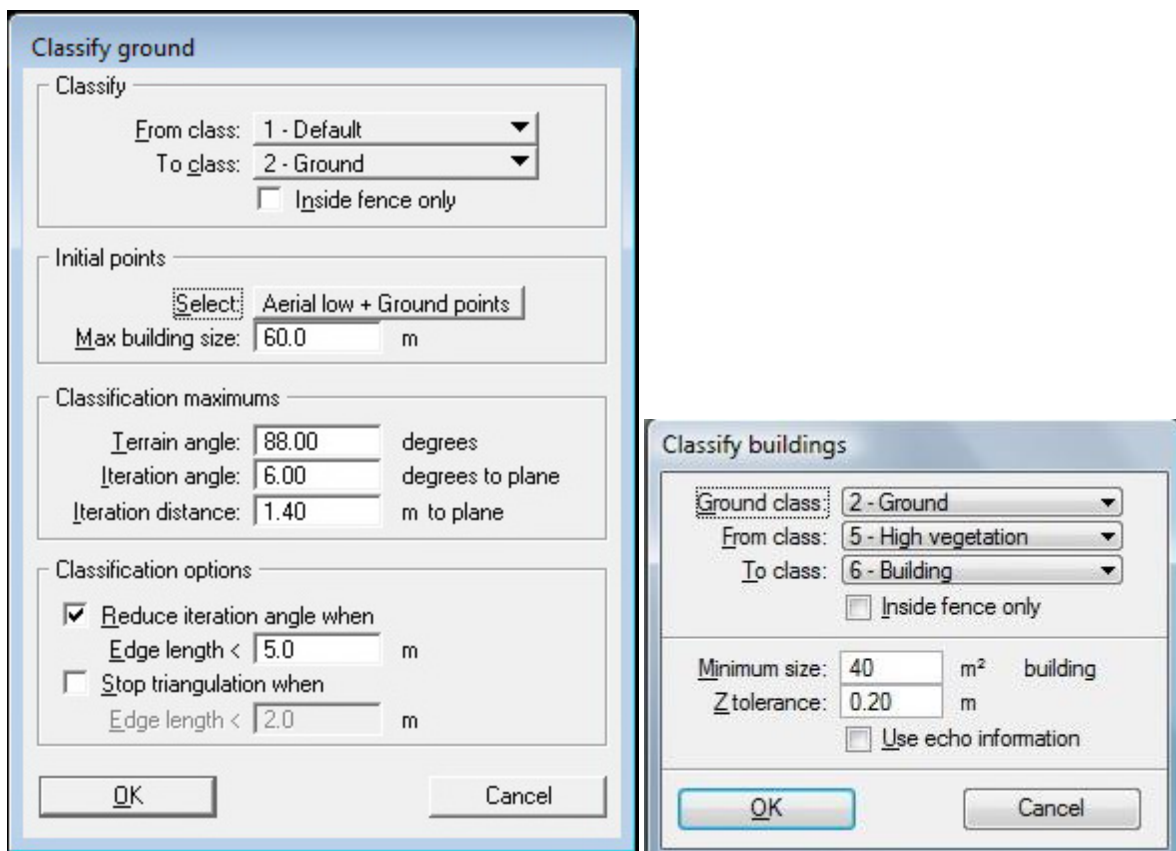 Classify ground
Classify
From class: 1 - Default
To class: 2 - Ground
Inside fence only
Initial points
Select: Aerial low + Ground points
Max building size: 60.0 m
Classification maximums
Terrain angle: 88.00 degrees
Iteration angle: 6.00 degrees to plane
Iteration distance: 1.40 m to plane
Classification options
Reduce iteration angle when
Edge length < 5.0 m
Stop triangulation when
Edge length < 2.0 m
OK Cancel
Classify buildings
Ground class: 2 - Ground
From class: 5 - High vegetation
To class: 6 - Building
Inside fence only
Minimum size: 40 m² building
Z tolerance: 0.20 m
Use echo information
OK Cancel